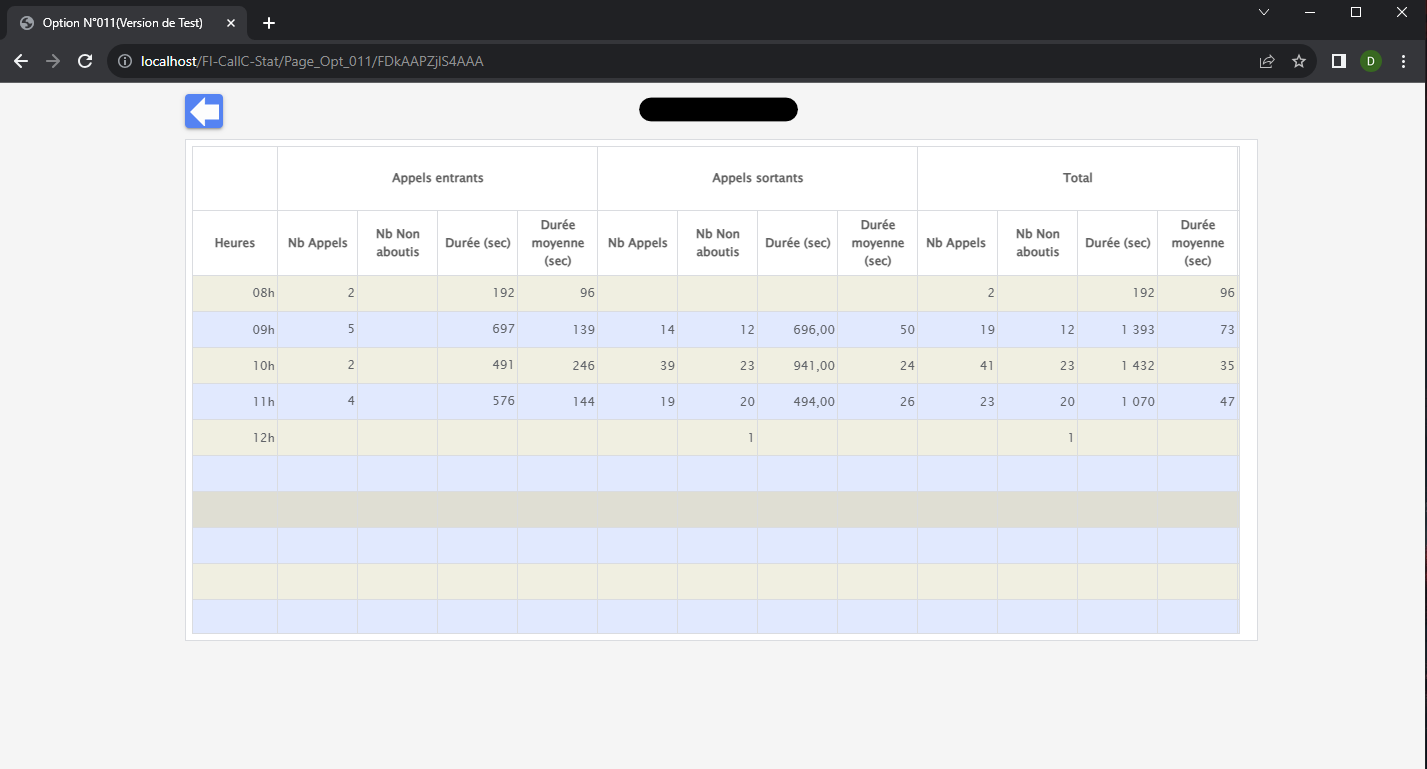 Option N°011(Version de Test)
localhost/FI-CallC-Stat/Page_Opt_011/FDkAAPZjlS4AAA
D
Appels entrants Appels sortants Total
Heures Nb Appels Nb Non aboutis Durée (sec) Durée moyenne (sec) Nb Appels Nb Non aboutis Durée (sec) Durée moyenne (sec) Nb Appels Nb Non aboutis Durée (sec) Durée moyenne (sec)
08h 2 192 96 2 192 96
09h 5 697 139 14 12 696,00 50 19 12 1 393 73
10h 2 491 246 39 23 941,00 24 41 23 1 432 35
11h 4 576 144 19 20 494,00 26 23 20 1 070 47
12h 1 1